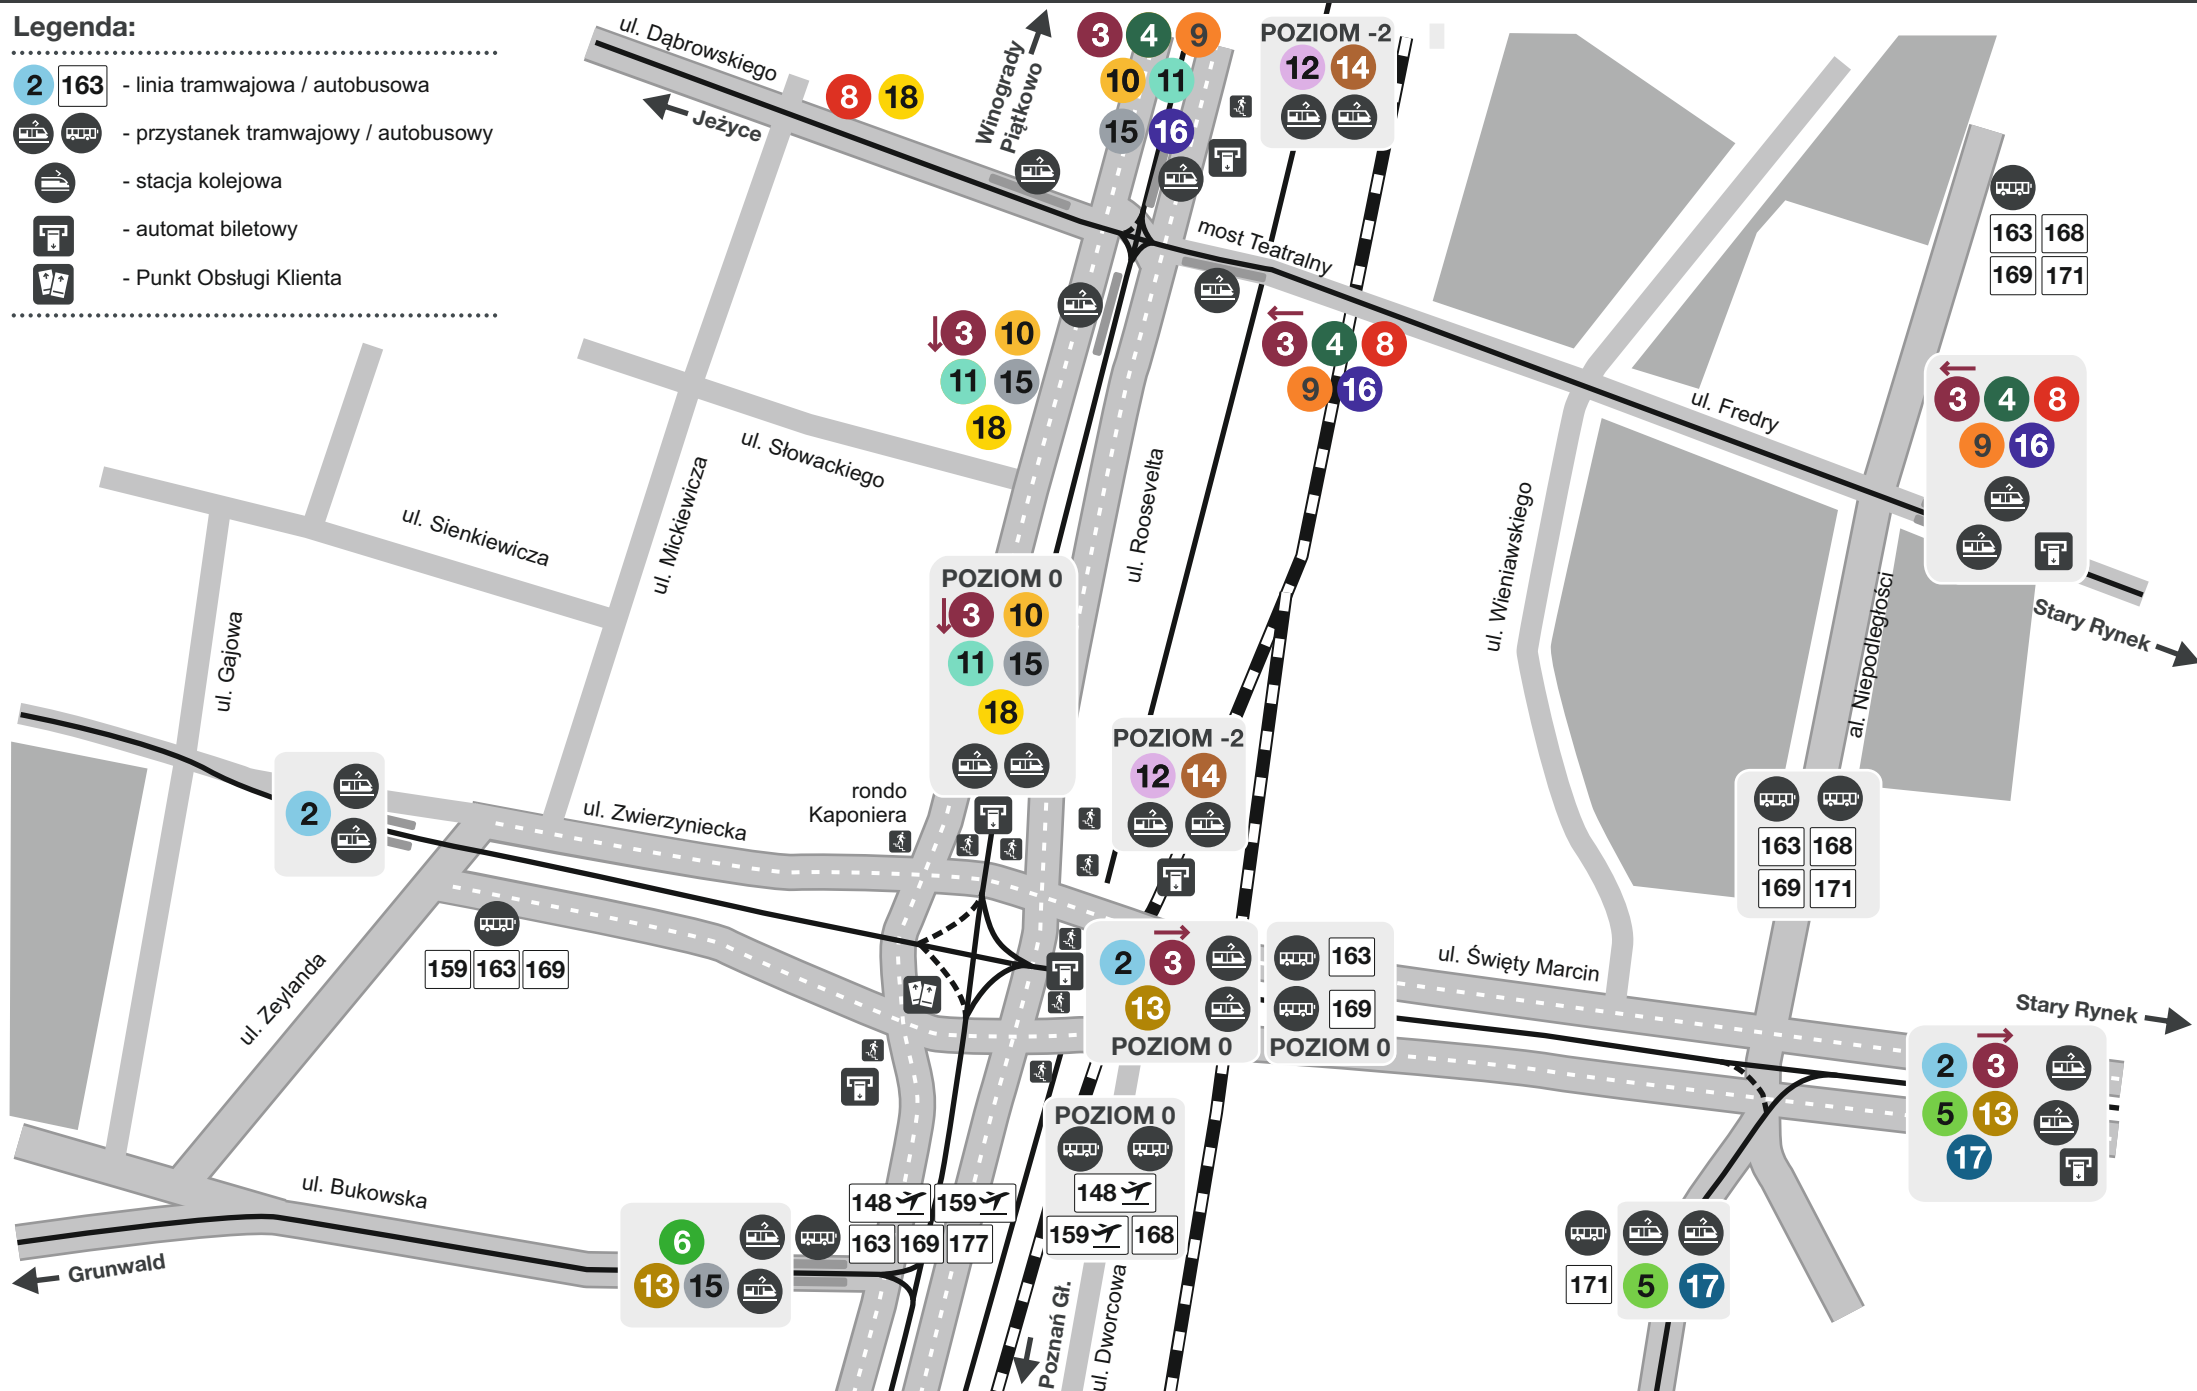 Legenda:
2 163 - linia tramwajowa / autobusowa
- przystanek tramwajowy / autobusowy
- stacja kolejowa
- automat biletowy
- Punkt Obsługi Klienta
ul. Dąbrowskiego
Jeżyce
8 18
Winogrady
Piątkowo
3 4 9
10 11
15 16
POZIOM -2
12 14
most Teatralny
163 168
169 171
3 10
11 15
18
3 4 8
9 16
3 4 8
9 16
ul. Fredry
ul. Słowackiego
ul. Mickiewicza
ul. Sienkiewicza
ul. Roosevelta
ul. Wieniawskiego
al. Niepodległości
Stary Rynek
ul. Gajowa
POZIOM 0
3 10
11 15
18
POZIOM -2
12 14
2
ul. Zwierzyniecka
rondo
Kaponiera
163 168
169 171
159 163 169
ul. Zeylanda
2 3
13
POZIOM 0
163
169
POZIOM 0
ul. Święty Marcin
Stary Rynek
2 3
5 13
17
POZIOM 0
148
159 168
ul. Bukowska
Grunwald
6
13 15
148 159
163 169 177
171 5 17
Poznań Gł.
ul. Dworcowa